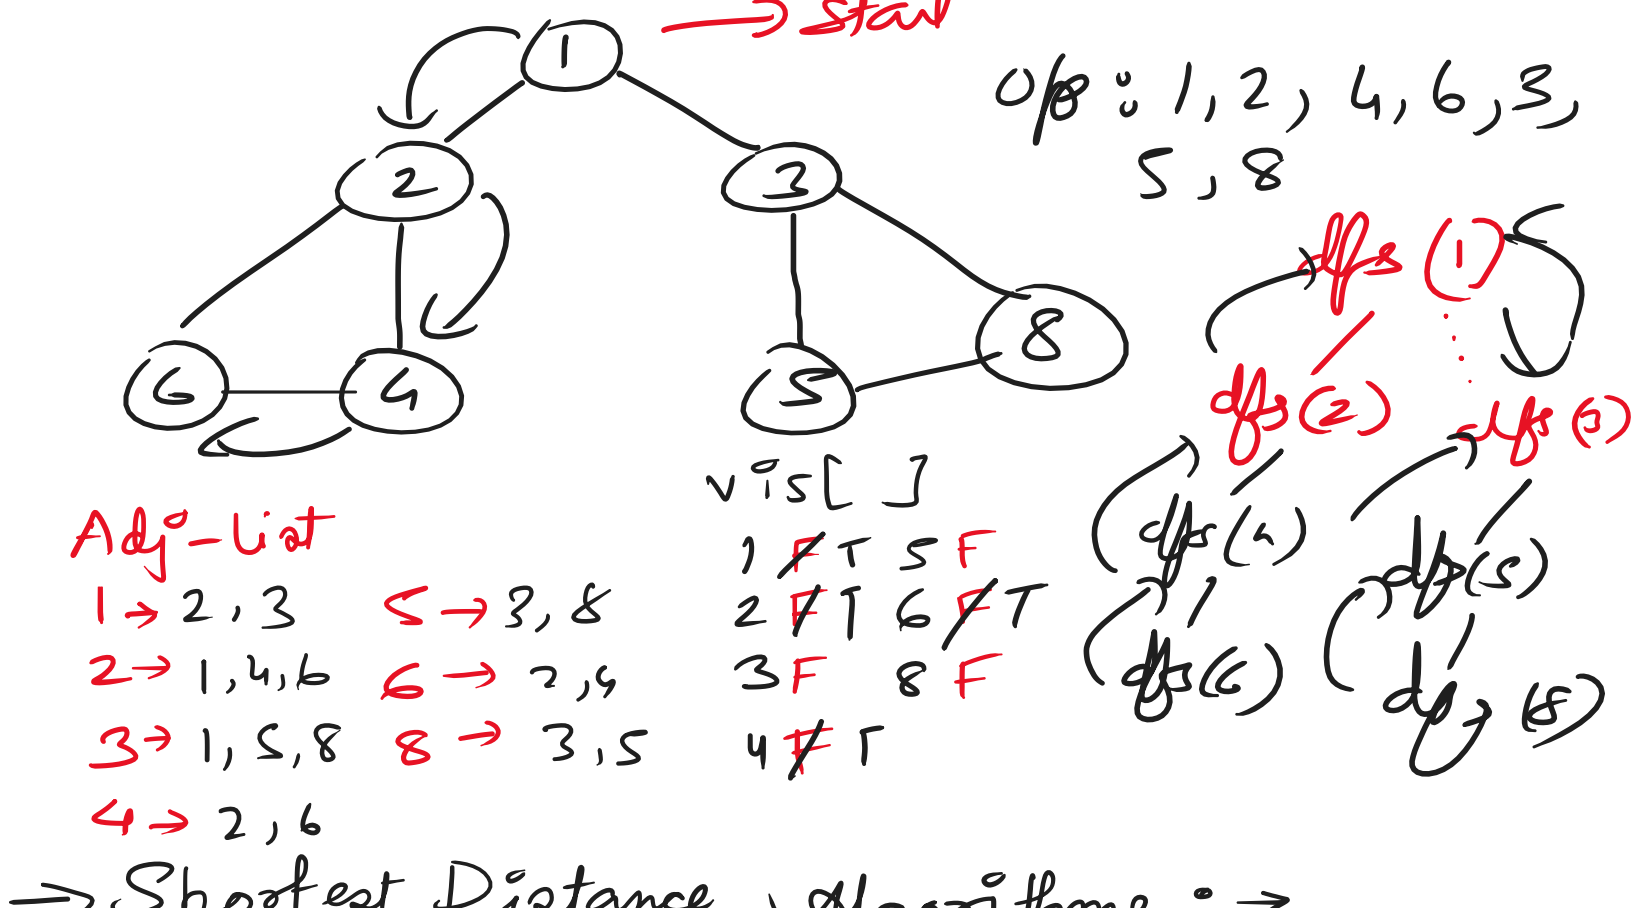 → start
1
2
3
6
4
5
8
o/p : 1, 2, 4, 6, 3,
5, 8
dfs (1)
dfs (2)
dfs (3)
dfs (4)
dfs (5)
dfs (6)
dfs (8)
Adj-List
1 → 2, 3
2 → 1, 4, 6
3 → 1, 5, 8
4 → 2, 6
5 → 3, 8
6 → 2, 4
8 → 3, 5
vis[ ]
1 F T 5 F
2 F T 6 F T
3 F 8 F
4 F T
→ Shortest Distance Algorithms : →